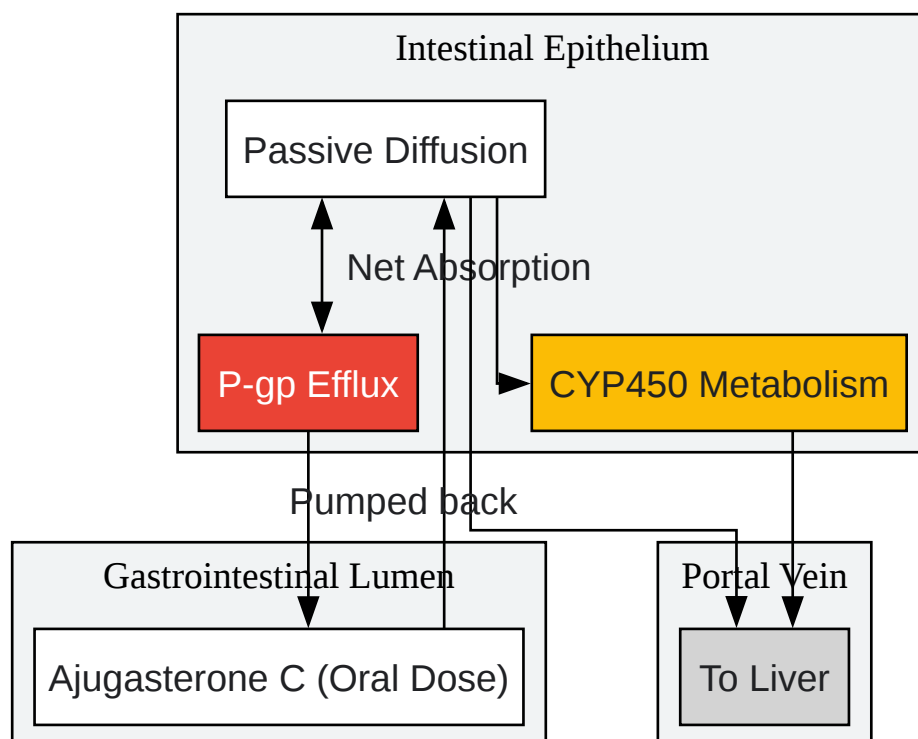 Intestinal Epithelium
Passive Diffusion
Net Absorption
P-gp Efflux
CYP450 Metabolism
Pumped back
Gastrointestinal Lumen
Portal Vein
Ajugasterone C (Oral Dose)
To Liver